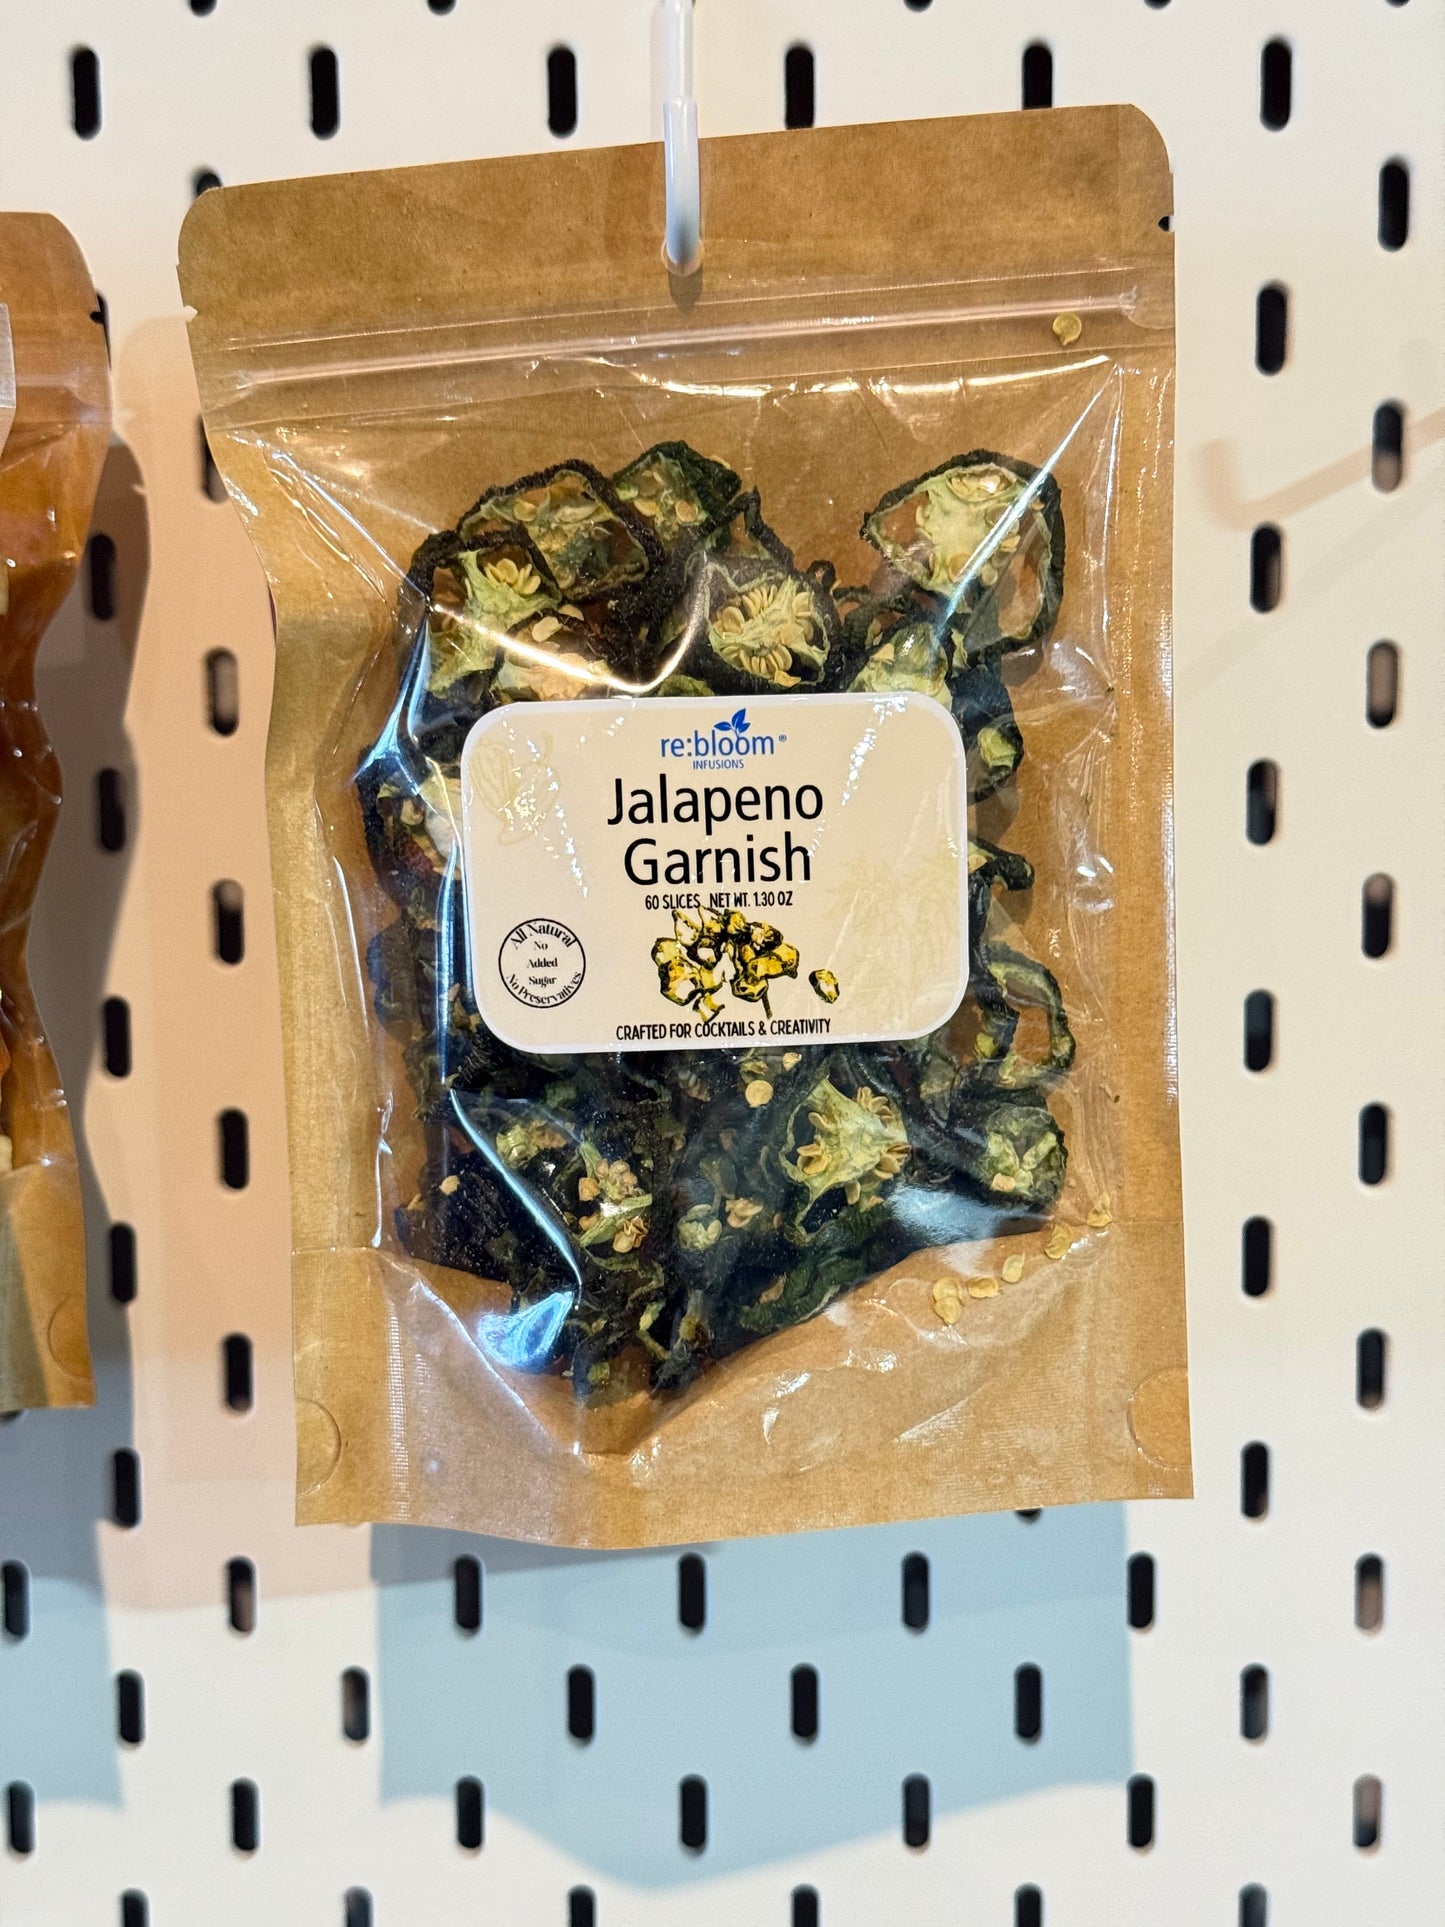 re:bloom®
INFUSIONS
Jalapeno
Garnish
60 SLICES NET WT. 1.30 OZ
All Natural
No
Added
Sugar
No Preservatives
CRAFTED FOR COCKTAILS & CREATIVITY